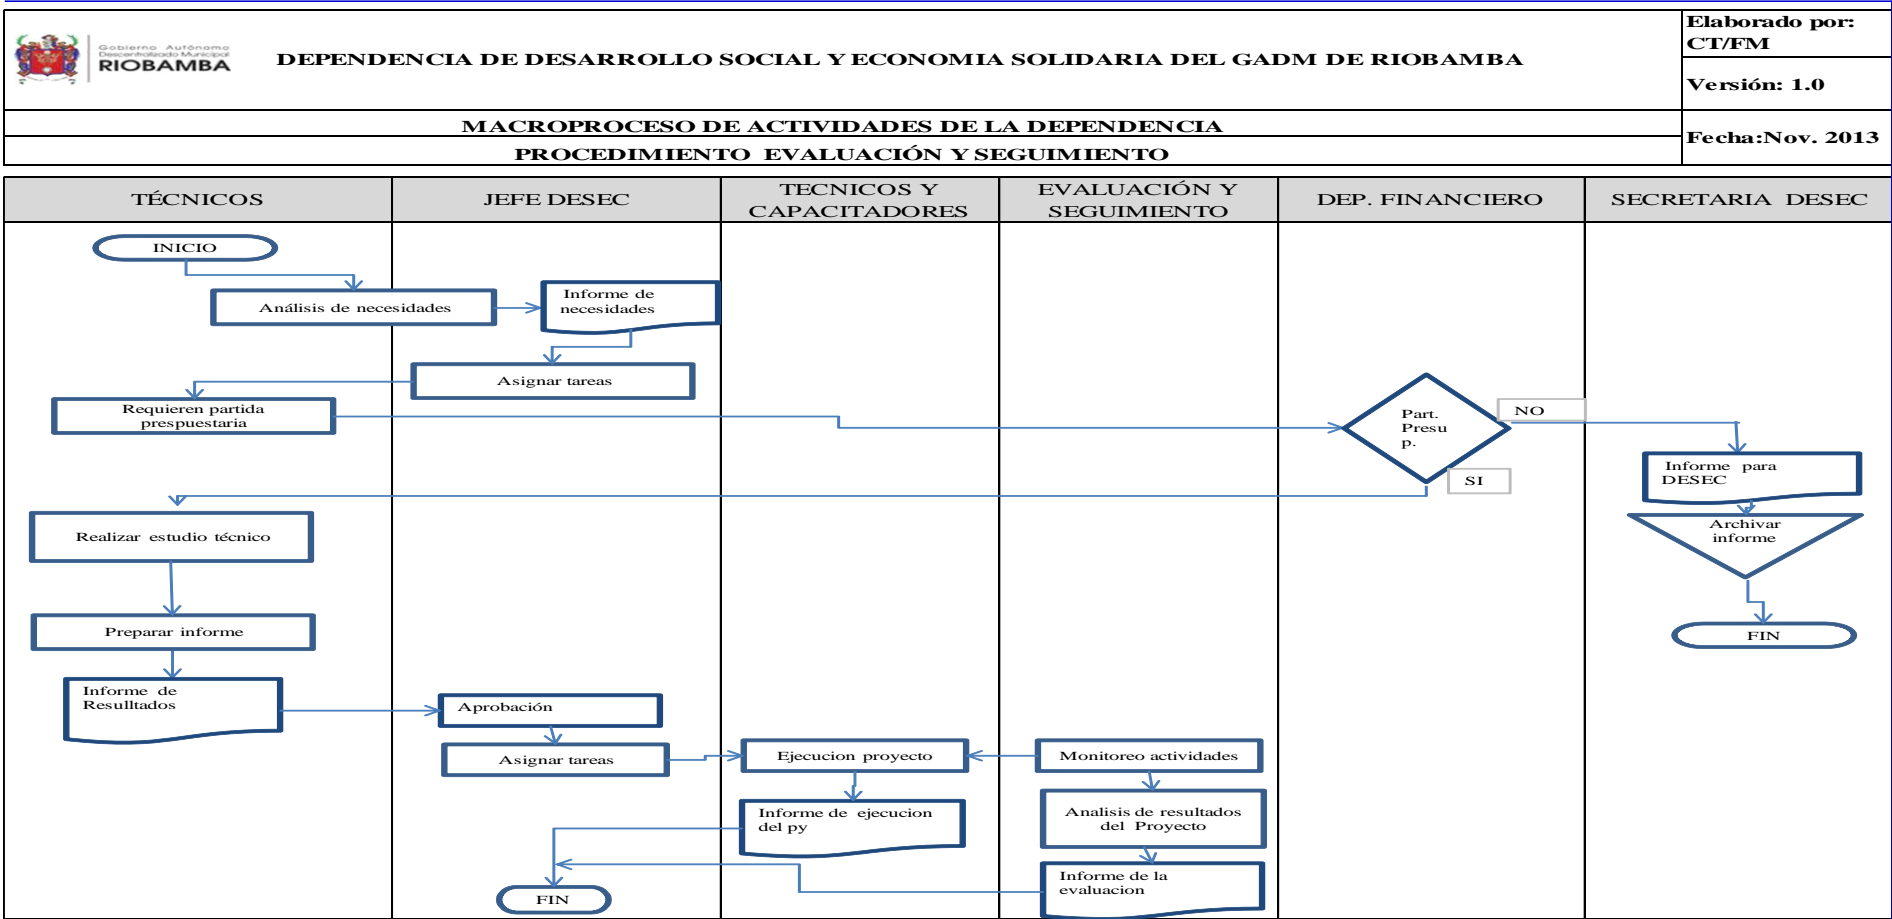 Gobierno Autónomo
Descentralizado Municipal
RIOBAMBA
DEPENDENCIA DE DESARROLLO SOCIAL Y ECONOMIA SOLIDARIA DEL GADM DE RIOBAMBA
Elaborado por:
CT/FM
Versión: 1.0
MACROPROCESO DE ACTIVIDADES DE LA DEPENDENCIA
Fecha:Nov. 2013
PROCEDIMIENTO EVALUACIÓN Y SEGUIMIENTO
TÉCNICOS
JEFE DESEC
TECNICOS Y
CAPACITADORES
EVALUACIÓN Y
SEGUIMIENTO
DEP. FINANCIERO
SECRETARIA DESEC
INICIO
Análisis de necesidades
Informe de
necesidades
Asignar tareas
Requieren partida
prespuestaria
Part.
Presu
p.
NO
SI
Informe para
DESEC
Archivar
informe
FIN
Realizar estudio técnico
Preparar informe
Informe de
Resulltados
Aprobación
Asignar tareas
Ejecucion proyecto
Monitoreo actividades
Informe de ejecucion
del py
Analisis de resultados
del Proyecto
Informe de la
evaluacion
FIN